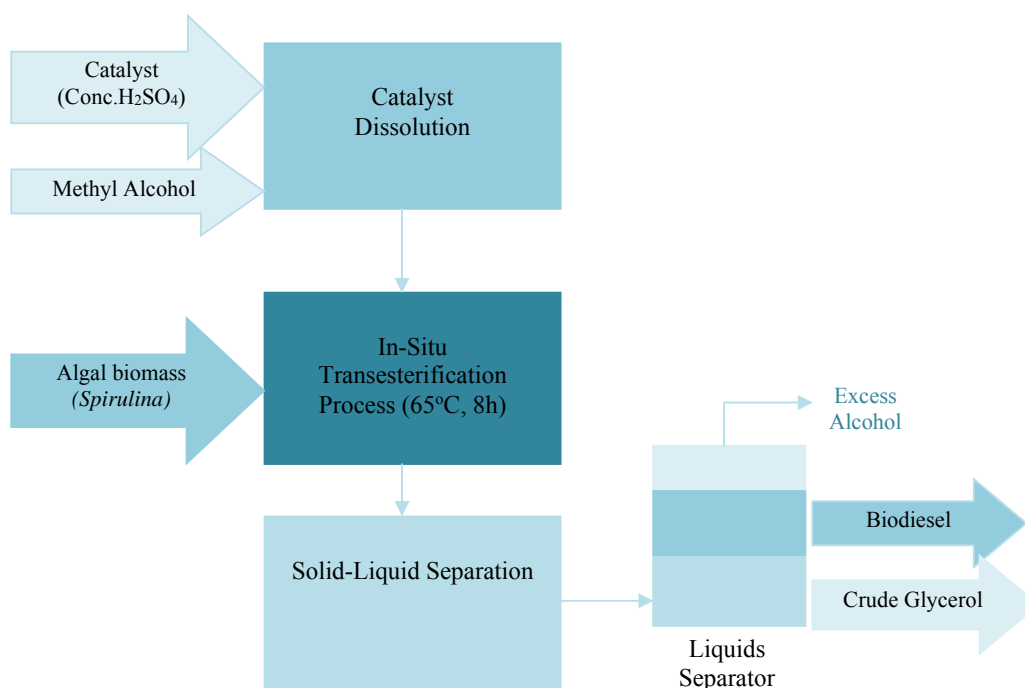 Catalyst
(Conc.H₂SO₄)
Catalyst
Dissolution
Methyl Alcohol
In-Situ
Transesterification
Process (65ºC, 8h)
Algal biomass
(Spirulina)
Excess
Alcohol
Biodiesel
Solid-Liquid Separation
Crude Glycerol
Liquids
Separator